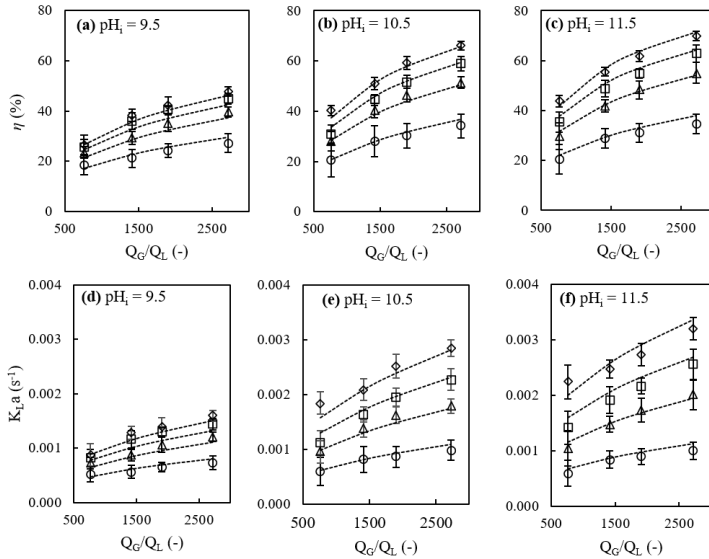 (a) pHi = 9.5
(b) pHi = 10.5
(c) pHi = 11.5
η (%)
80
60
40
20
0
80
60
40
20
0
80
60
40
20
0
500 1500 2500
500 1500 2500
500 1500 2500
QG/QL (-)
QG/QL (-)
QG/QL (-)
(d) pHi = 9.5
(e) pHi = 10.5
(f) pHi = 11.5
KLa (s-1)
0.004
0.003
0.002
0.001
0.000
0.004
0.003
0.002
0.001
0.000
0.004
0.003
0.002
0.001
0.000
500 1500 2500
500 1500 2500
500 1500 2500
QG/QL (-)
QG/QL (-)
QG/QL (-)